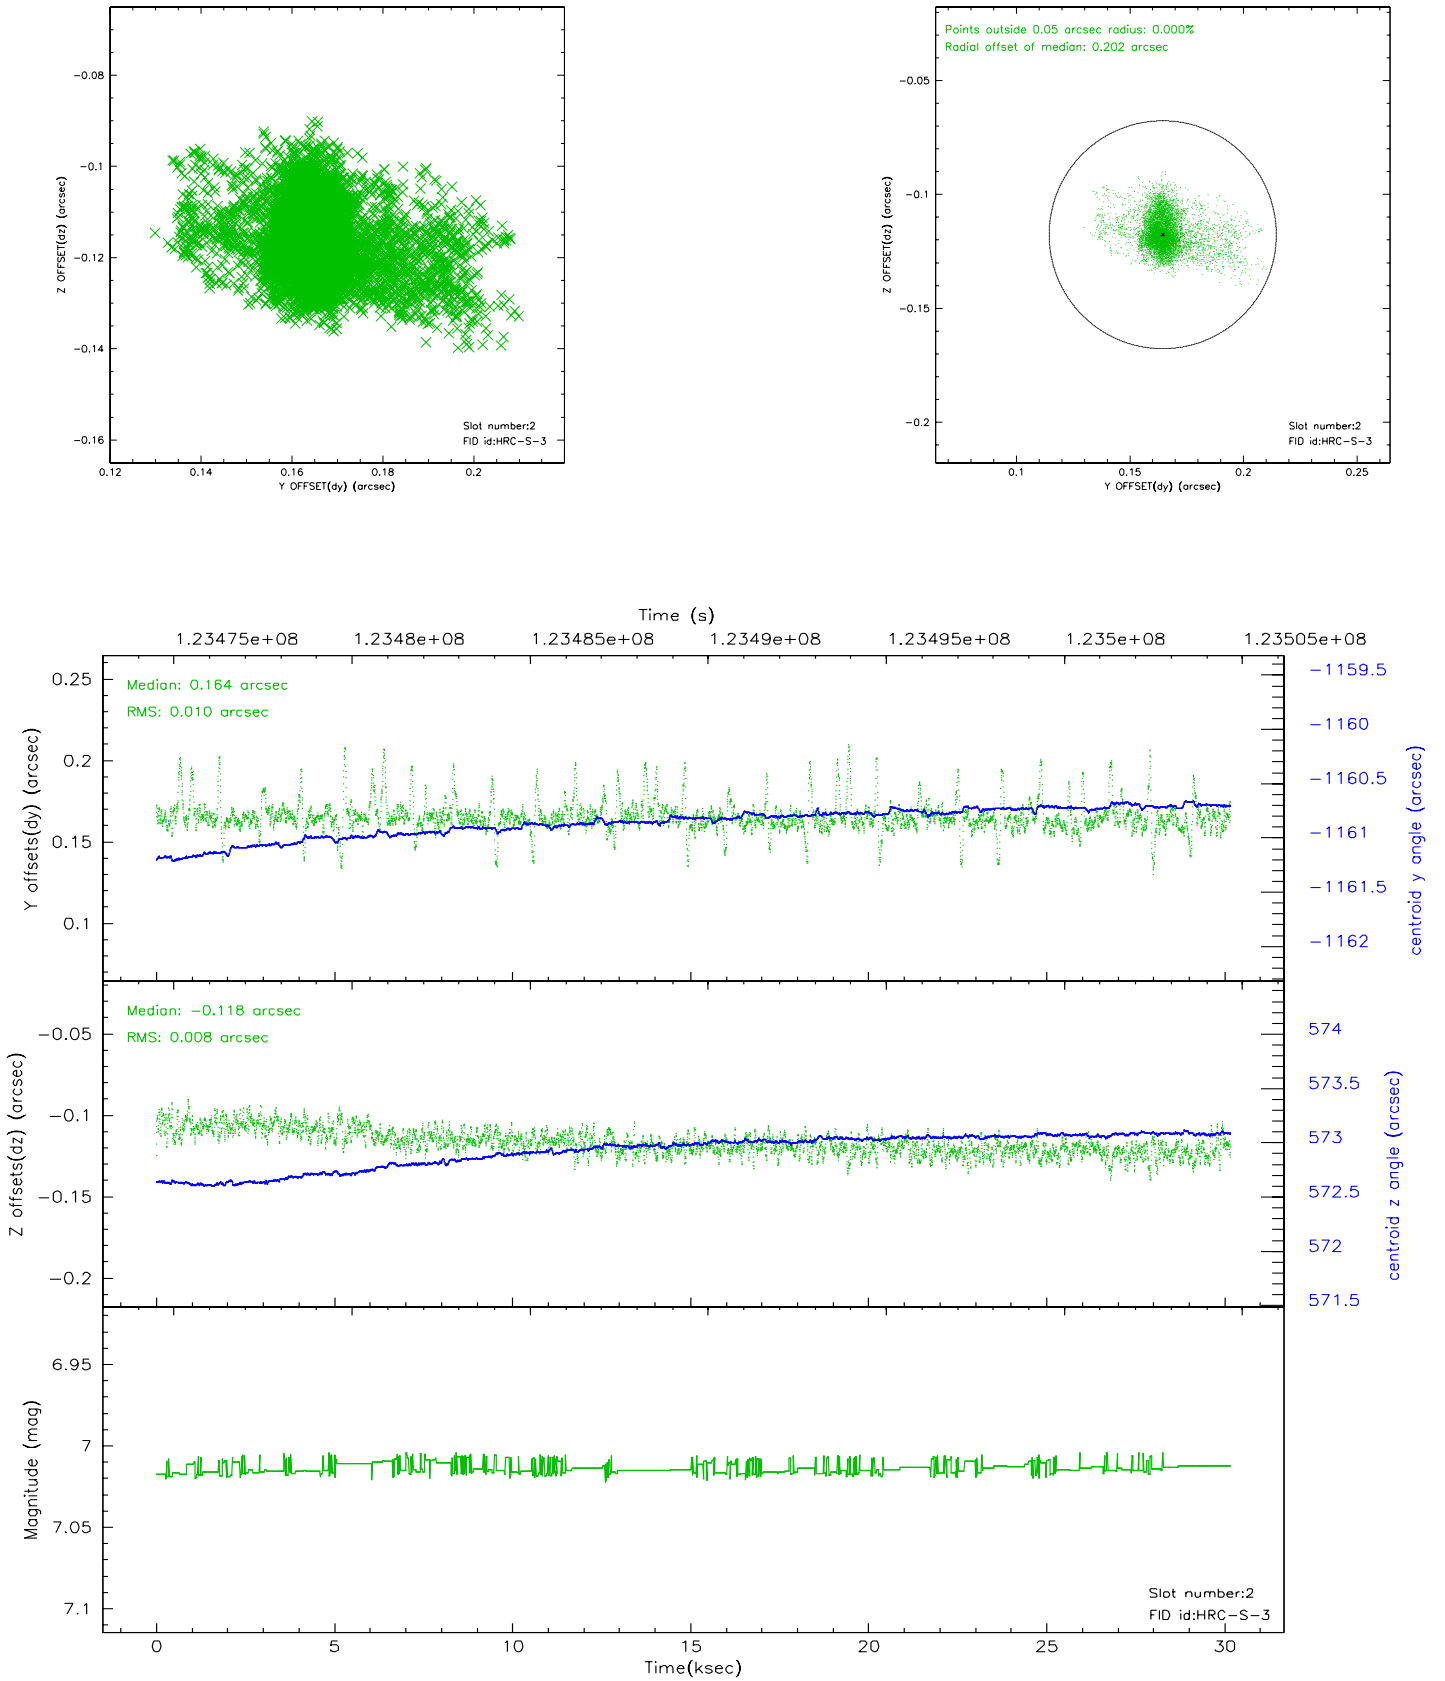 −0.08
−0.1
−0.12
−0.14
−0.16
Z OFFSET(dz) (arcsec)
0.12 0.14 0.16 0.18 0.2
Y OFFSET(dy) (arcsec)
Slot number:2
FID id:HRC−S−3
Points outside 0.05 arcsec radius: 0.000%
Radial offset of median: 0.202 arcsec
−0.05
−0.1
−0.15
−0.2
Z OFFSET(dz) (arcsec)
0.1 0.15 0.2 0.25
Y OFFSET(dy) (arcsec)
Slot number:2
FID id:HRC−S−3
Time (s)
1.23475e+08 1.2348e+08 1.23485e+08 1.2349e+08 1.23495e+08 1.235e+08 1.23505e+08
Median: 0.164 arcsec
RMS: 0.010 arcsec
0.25
0.2
0.15
0.1
Y offsets(dy) (arcsec)
−1159.5
−1160
−1160.5
−1161
−1161.5
−1162
centroid y angle (arcsec)
Median: −0.118 arcsec
RMS: 0.008 arcsec
−0.05
−0.1
−0.15
−0.2
Z offsets(dz) (arcsec)
574
573.5
573
572.5
572
571.5
centroid z angle (arcsec)
6.95
7
7.05
7.1
Magnitude (mag)
Slot number:2
FID id:HRC−S−3
0 5 10 15 20 25 30
Time(ksec)